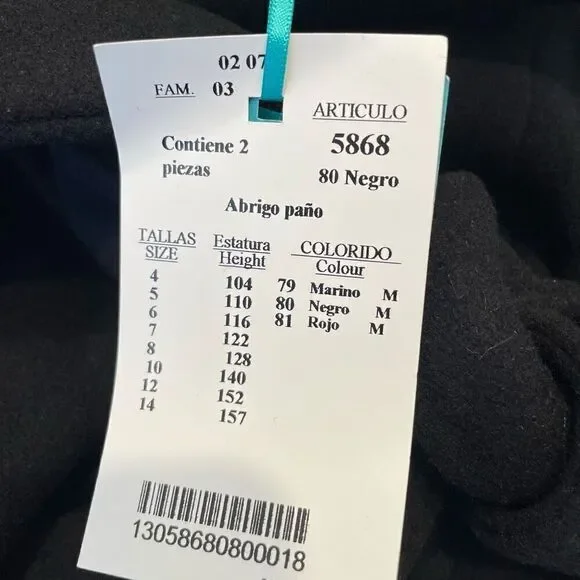 02 07
FAM. 03
ARTICULO
Contiene 2 piezas
5868
80 Negro
Abrigo paño
TALLAS SIZE
Estatura Height
COLORIDO Colour
4 104 79 Marino M
5 110 80 Negro M
6 116 81 Rojo M
7 122
8 128
10 140
12 152
14 157
13058680800018